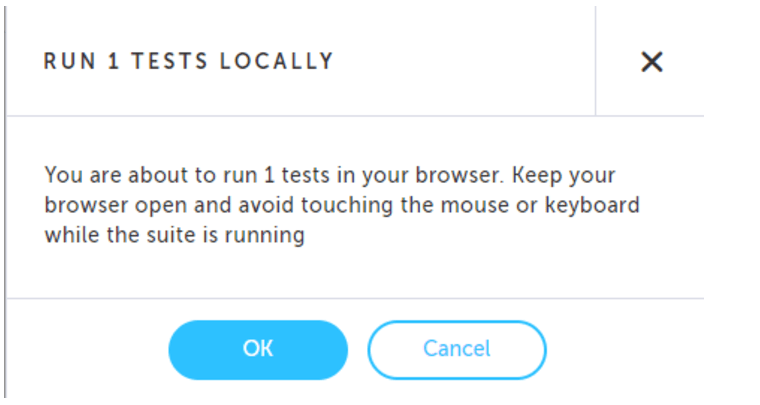 RUN 1 TESTS LOCALLY
You are about to run 1 tests in your browser. Keep your
browser open and avoid touching the mouse or keyboard
while the suite is running
OK
Cancel